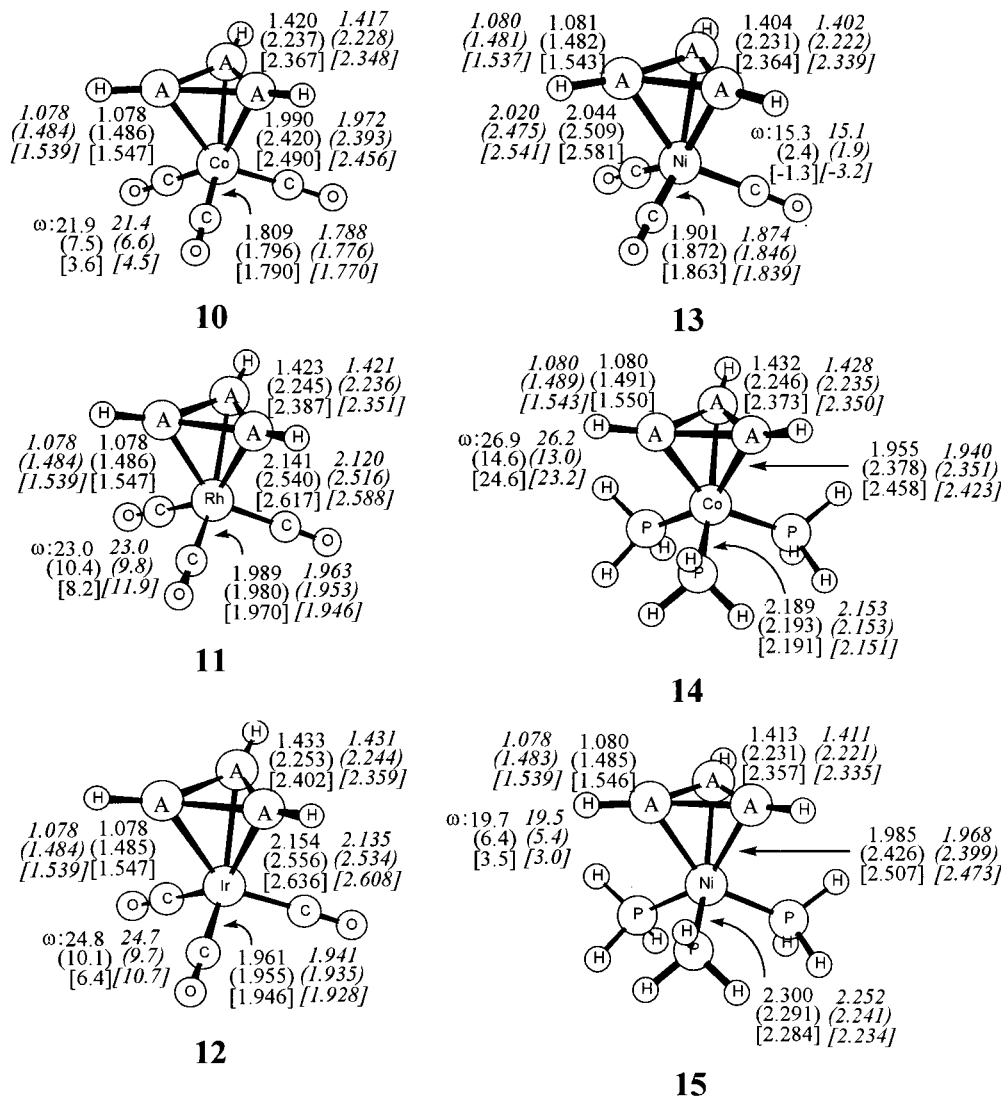 H
1.420 1.417
(2.237) (2.228)
[2.367] [2.348]
A
H A A H
1.078 1.078
(1.484) (1.486)
[1.539] [1.547]
1.990 1.972
(2.420) (2.393)
[2.490] [2.456]
Co
O C C O
C
O
ω:21.9 21.4
(7.5) (6.6)
[3.6] [4.5]
1.809 1.788
(1.796) (1.776)
[1.790] [1.770]
10
1.080 1.081
(1.481) (1.482)
[1.537] [1.543]
H
1.404 1.402
(2.231) (2.222)
[2.364] [2.339]
A
H A A H
2.020 2.044
(2.475) (2.509)
[2.541] [2.581]
ω:15.3 15.1
(2.4) (1.9)
[-1.3] [-3.2]
Ni
O C C O
C
O
1.901 1.874
(1.872) (1.846)
[1.863] [1.839]
13
H
1.423 1.421
(2.245) (2.236)
[2.387] [2.351]
A
H A A H
1.078 1.078
(1.484) (1.486)
[1.539] [1.547]
2.141 2.120
(2.540) (2.516)
[2.617] [2.588]
Rh
O C C O
C
O
ω:23.0 23.0
(10.4) (9.8)
[8.2] [11.9]
1.989 1.963
(1.980) (1.953)
[1.970] [1.946]
11
1.080 1.080
(1.489) (1.491)
[1.543] [1.550]
H
1.432 1.428
(2.246) (2.235)
[2.373] [2.350]
A
H A A H
ω:26.9 26.2
(14.6) (13.0)
[24.6] [23.2]
1.955 1.940
(2.378) (2.351)
[2.458] [2.423]
Co
H H
P P
H H H H H
P
H H
2.189 2.153
(2.193) (2.153)
[2.191] [2.151]
14
H
1.433 1.431
(2.253) (2.244)
[2.402] [2.359]
A
H A A H
1.078 1.078
(1.484) (1.485)
[1.539] [1.547]
2.154 2.135
(2.556) (2.534)
[2.636] [2.608]
Ir
O C C O
C
O
ω:24.8 24.7
(10.1) (9.7)
[6.4] [10.7]
1.961 1.941
(1.955) (1.935)
[1.946] [1.928]
12
1.078 1.080
(1.483) (1.485)
[1.539] [1.546]
H
1.413 1.411
(2.231) (2.221)
[2.357] [2.335]
A
H A A H
ω:19.7 19.5
(6.4) (5.4)
[3.5] [3.0]
1.985 1.968
(2.426) (2.399)
[2.507] [2.473]
Ni
H H
P P
H H H H H
P
H H
2.300 2.252
(2.291) (2.241)
[2.284] [2.234]
15